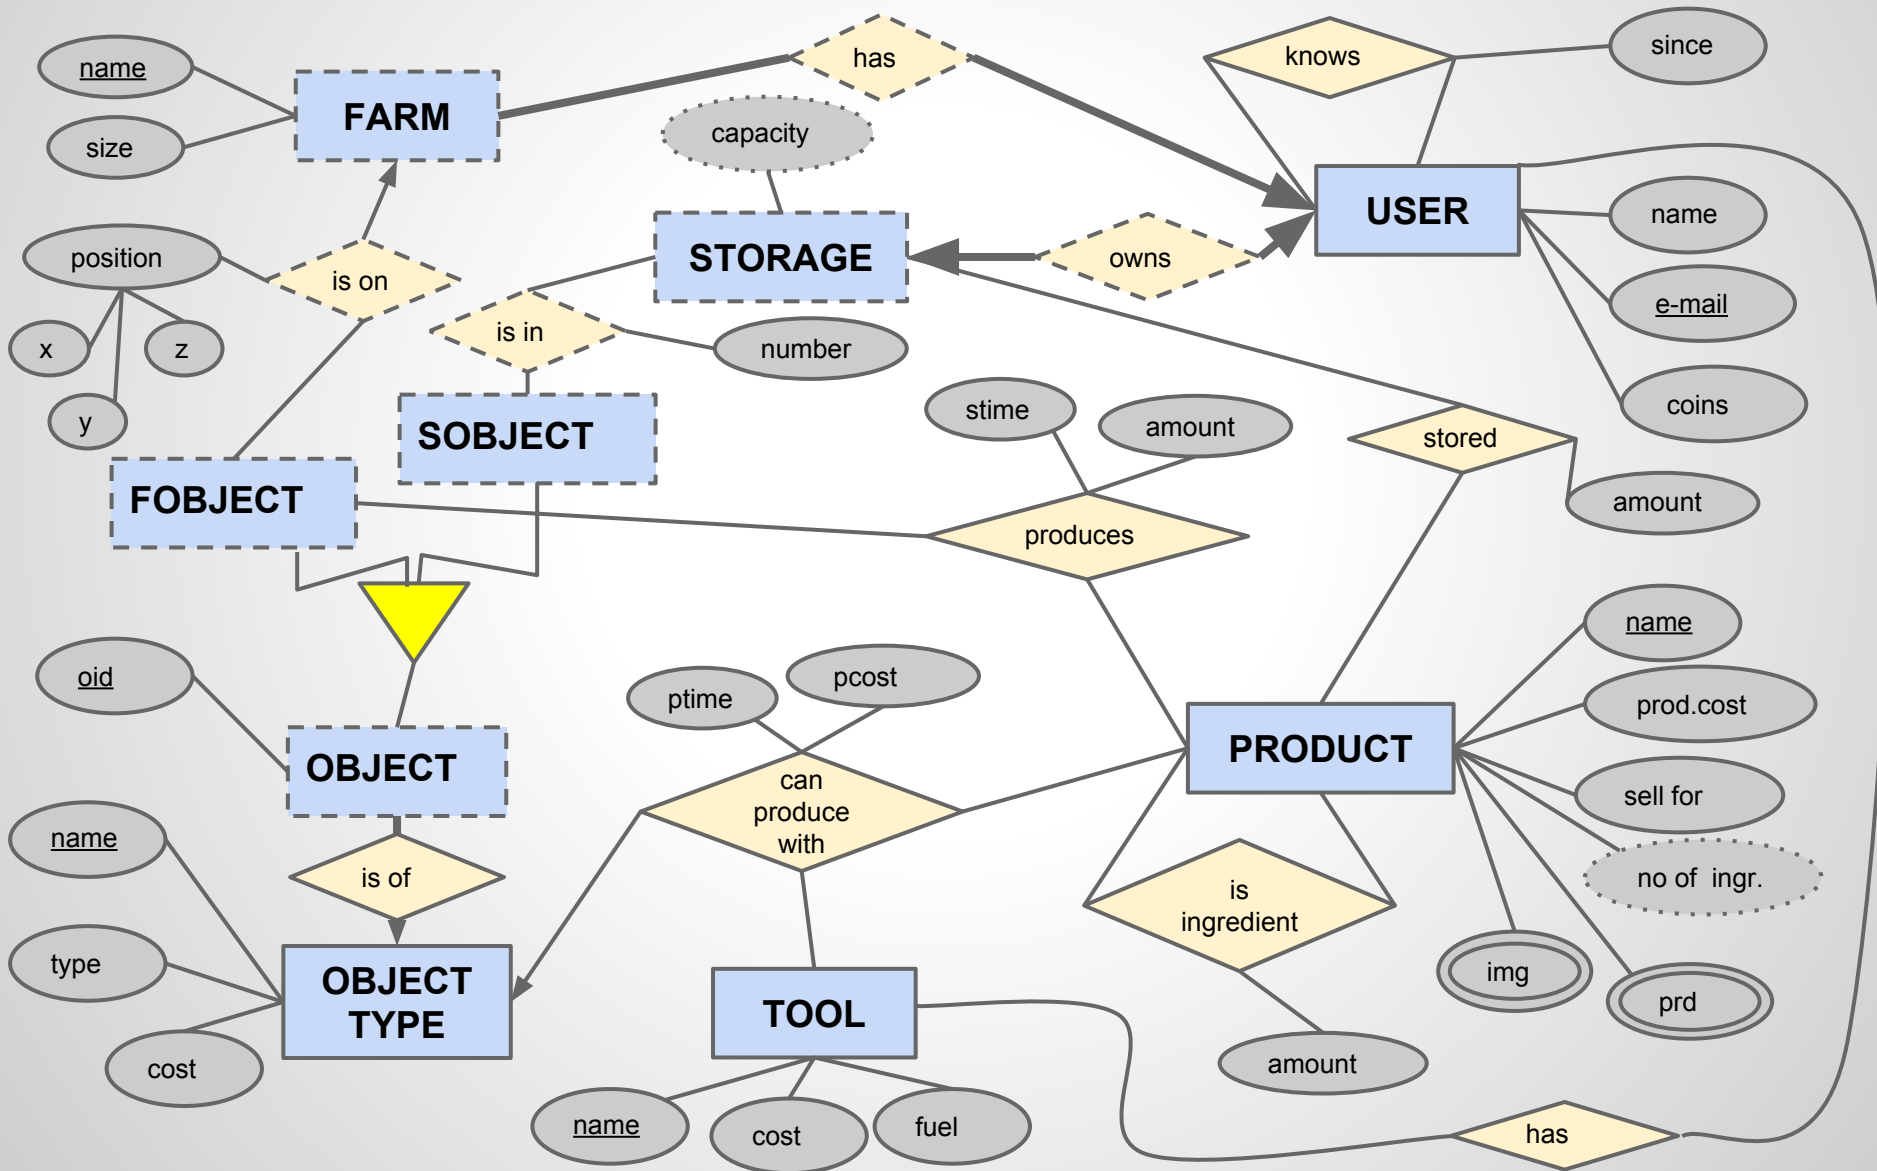 has
knows
since
name
FARM
size
capacity
name
USER
position
is on
STORAGE
owns
e-mail
x
z
y
is in
number
coins
stime
amount
stored
SOBJECT
FOBJECT
amount
produces
name
oid
ptime
pcost
prod.cost
OBJECT
PRODUCT
can
produce
with
sell for
name
is of
is
ingredient
no of  ingr.
type
OBJECT
TYPE
TOOL
img
prd
cost
amount
name
cost
fuel
has